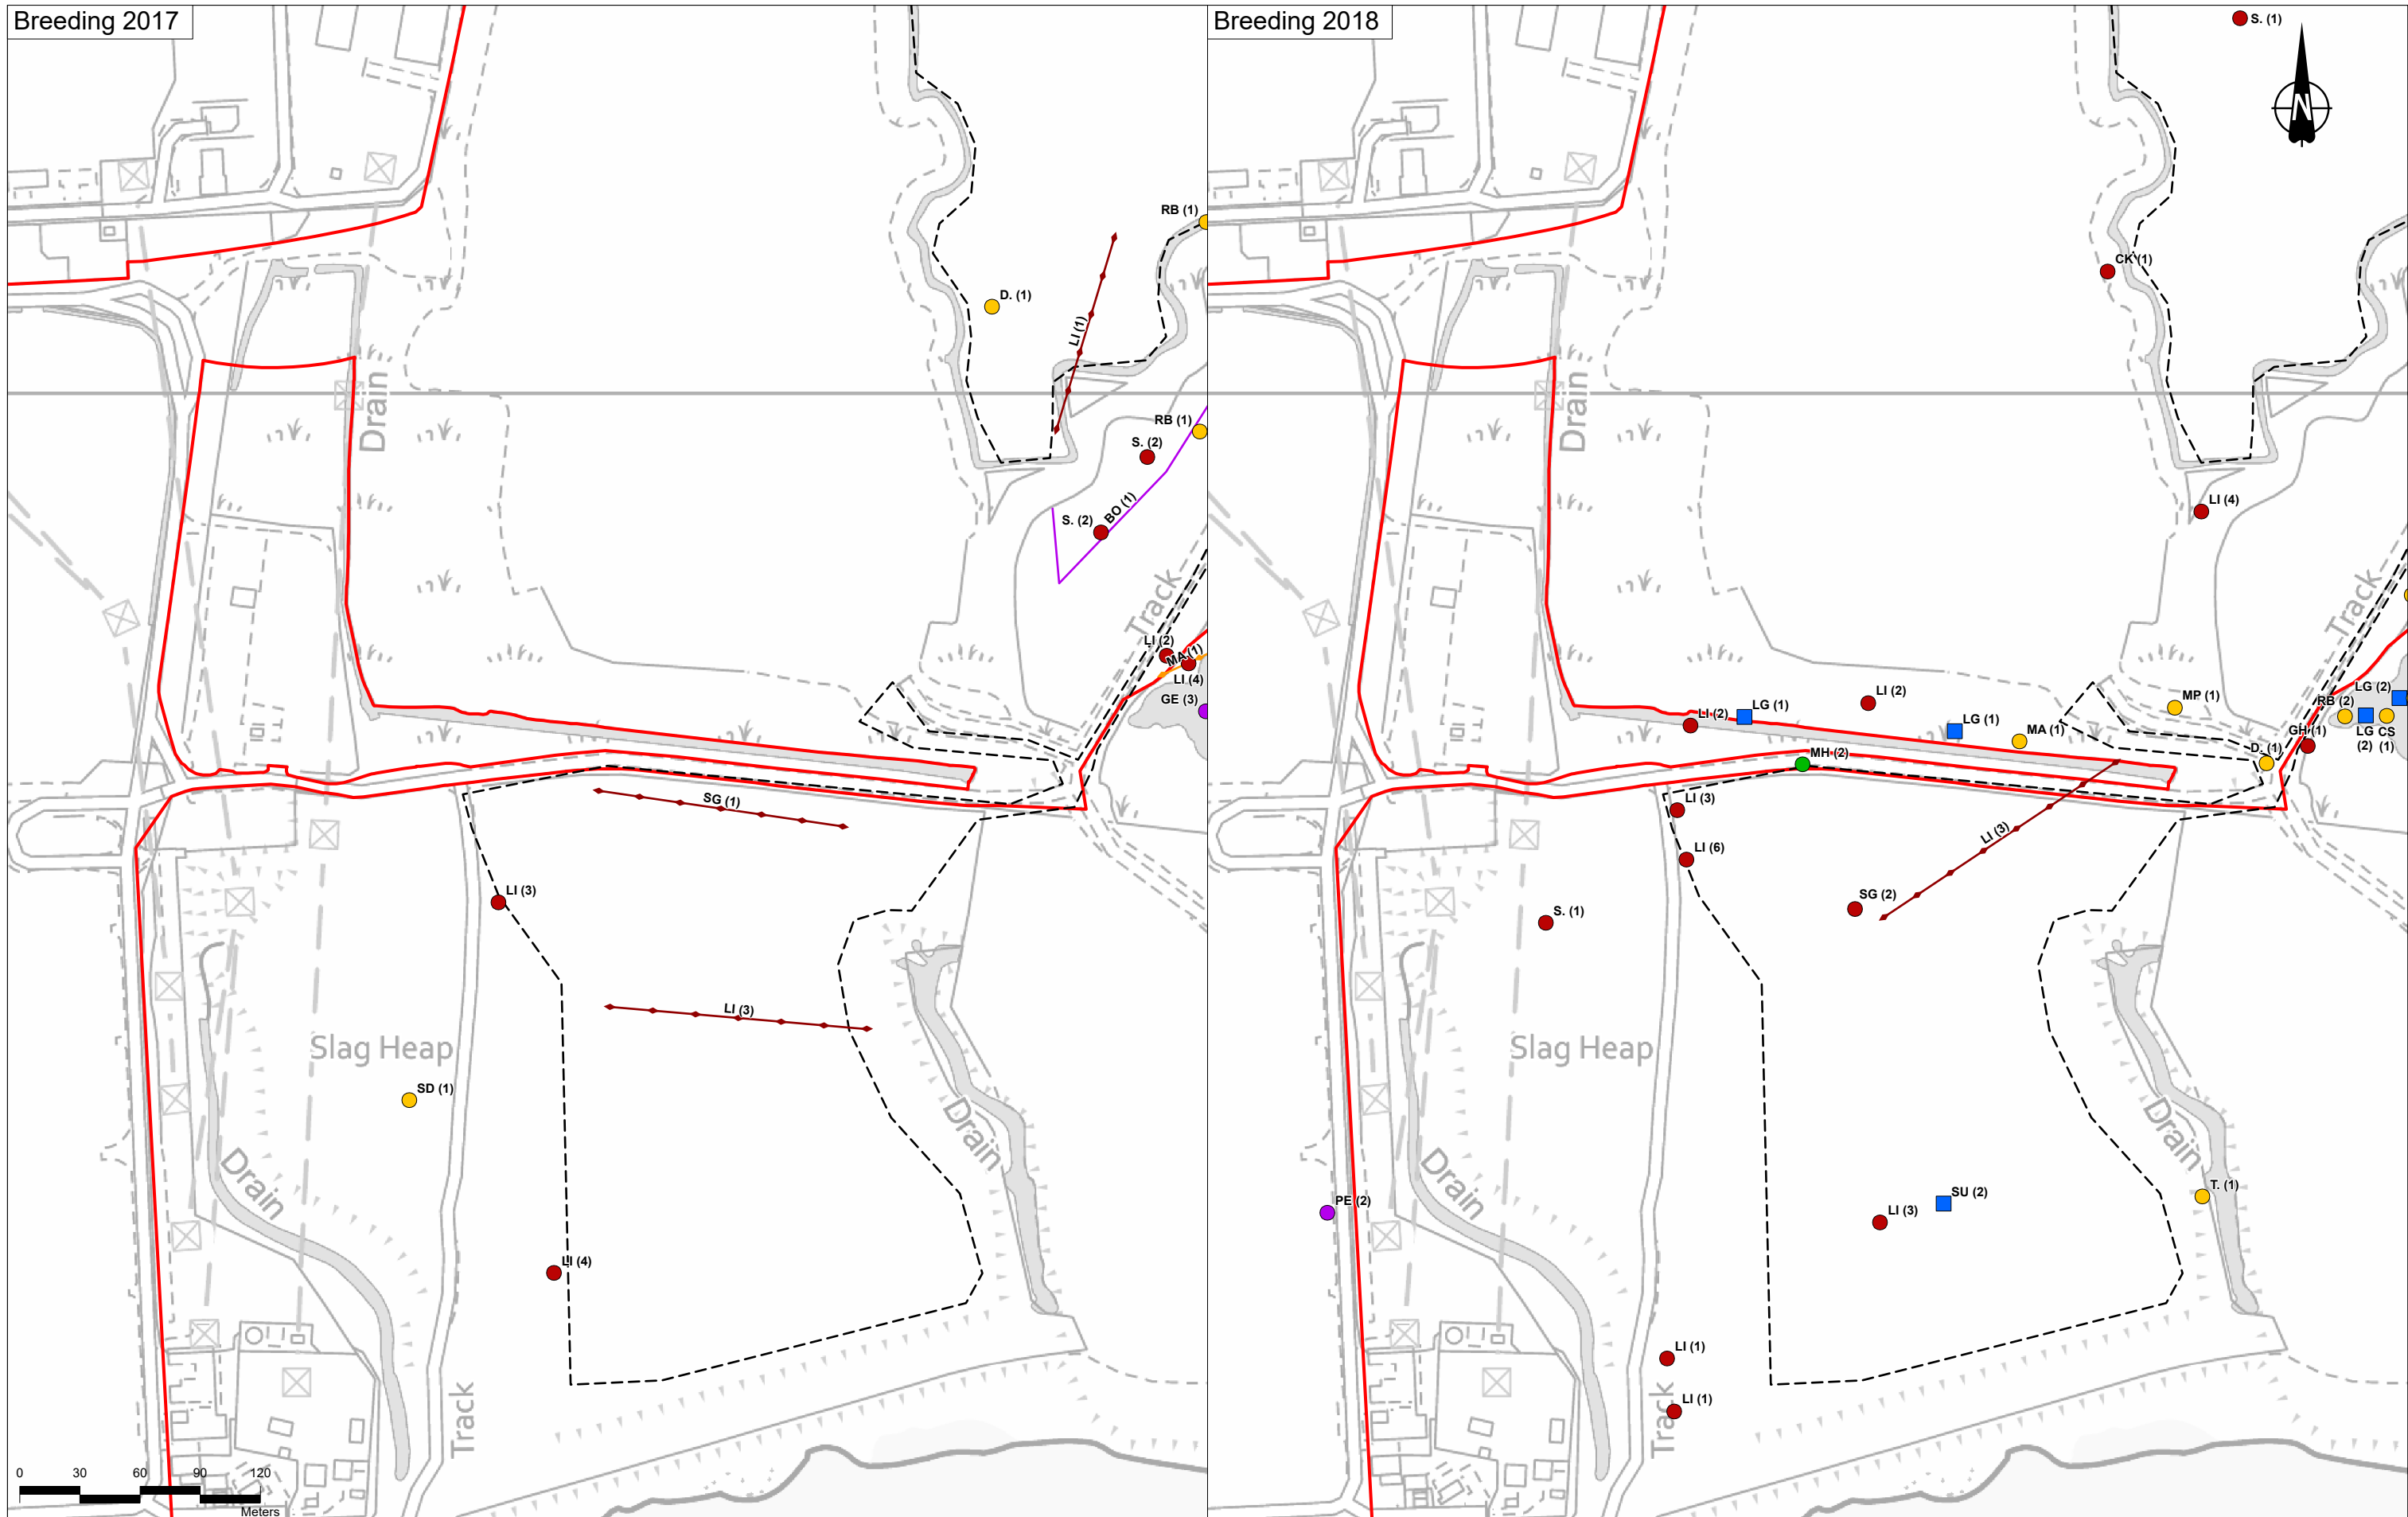 Breeding 2017
RB (1)
D. (1)
LI (1)
Drain
RB (1)
S. (2)
S. (2)
BO (1)
Track
LI (2)
MA (1)
LI (4)
GE (3)
SG (1)
LI (3)
LI (3)
Slag Heap
SD (1)
Drain
Drain
LI (4)
Track
0 30 60 90 120
Meters
Breeding 2018
S. (1)
N
CK (1)
Drain
LI (4)
Track
LI (2)
LG (1)
LI (2)
LG (1)
MA (1)
MP (1)
LG (2)
RB (2)
LG (2)
CS (1)
GH (1)
D. (1)
MH (2)
LI (3)
LI (3)
LI (6)
SG (2)
S. (1)
Slag Heap
Drain
Drain
T. (1)
SU (2)
LI (3)
PE (2)
LI (1)
LI (1)
Track